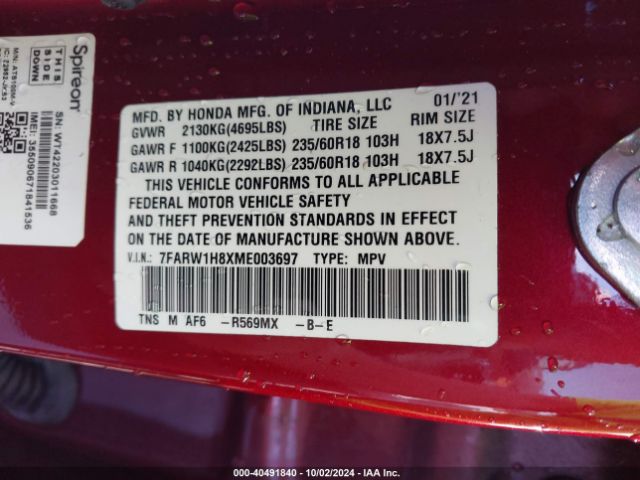 Spireon
THIS
SIDE
DOWN
SN: WT42203011668
IMEI: 355090671841536
MFD. BY HONDA MFG. OF INDIANA, LLC 01/'21
GVWR 2130KG(4695LBS) TIRE SIZE RIM SIZE
GAWR F 1100KG(2425LBS) 235/60R18 103H 18X7.5J
GAWR R 1040KG(2292LBS) 235/60R18 103H 18X7.5J
THIS VEHICLE CONFORMS TO ALL APPLICABLE
FEDERAL MOTOR VEHICLE SAFETY
AND THEFT PREVENTION STANDARDS IN EFFECT
ON THE DATE OF MANUFACTURE SHOWN ABOVE.
V.I.N.: 7FARW1H8XME003697 TYPE: MPV
TNS M AF6 -R569MX -B-E
000-40491840 - 10/02/2024 - IAA Inc.